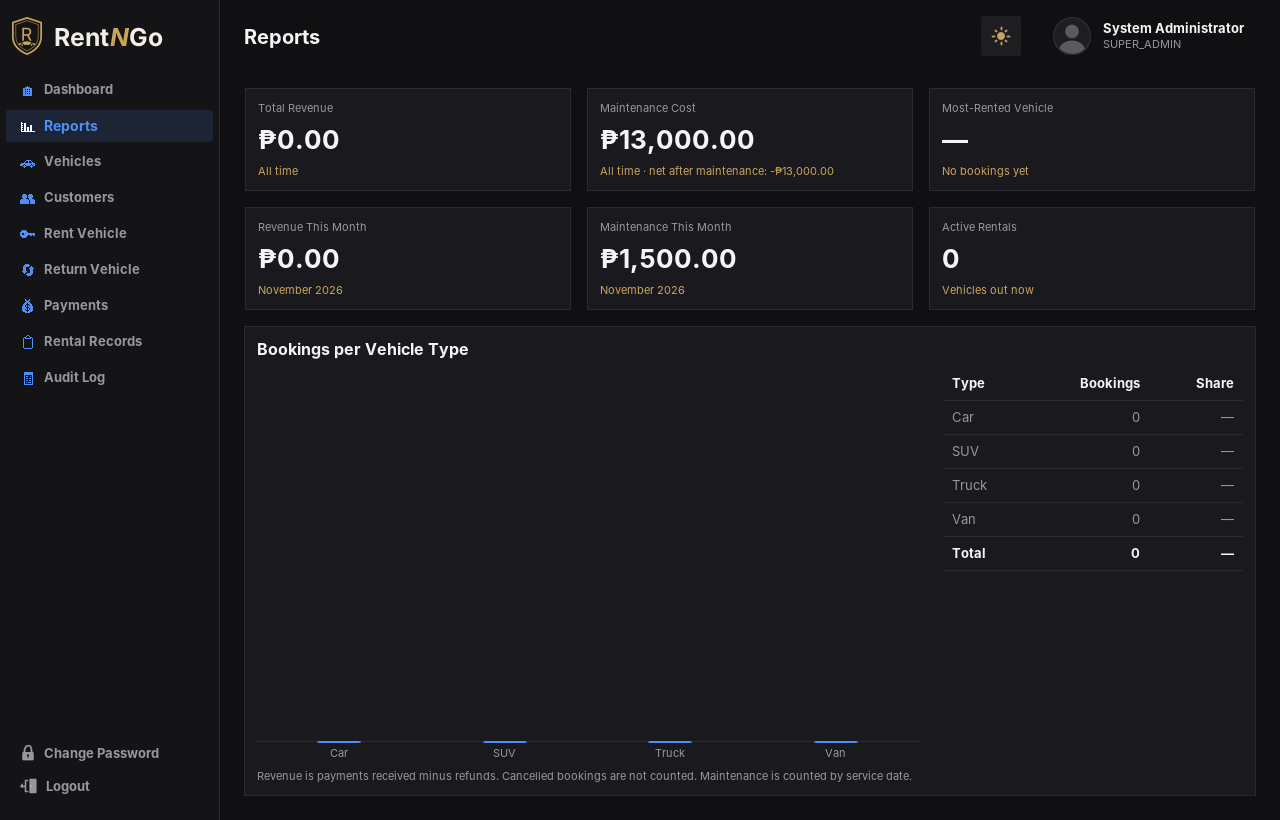 RentNGo
Reports
System Administrator
SUPER_ADMIN
Dashboard
Reports
Vehicles
Customers
Rent Vehicle
Return Vehicle
Payments
Rental Records
Audit Log
Change Password
Logout
Total Revenue
₱0.00
All time
Maintenance Cost
₱13,000.00
All time · net after maintenance: -₱13,000.00
Most-Rented Vehicle
—
No bookings yet
Revenue This Month
₱0.00
November 2026
Maintenance This Month
₱1,500.00
November 2026
Active Rentals
0
Vehicles out now
Bookings per Vehicle Type
Type Bookings Share
Car 0 —
SUV 0 —
Truck 0 —
Van 0 —
Total 0 —
Car SUV Truck Van
Revenue is payments received minus refunds. Cancelled bookings are not counted. Maintenance is counted by service date.